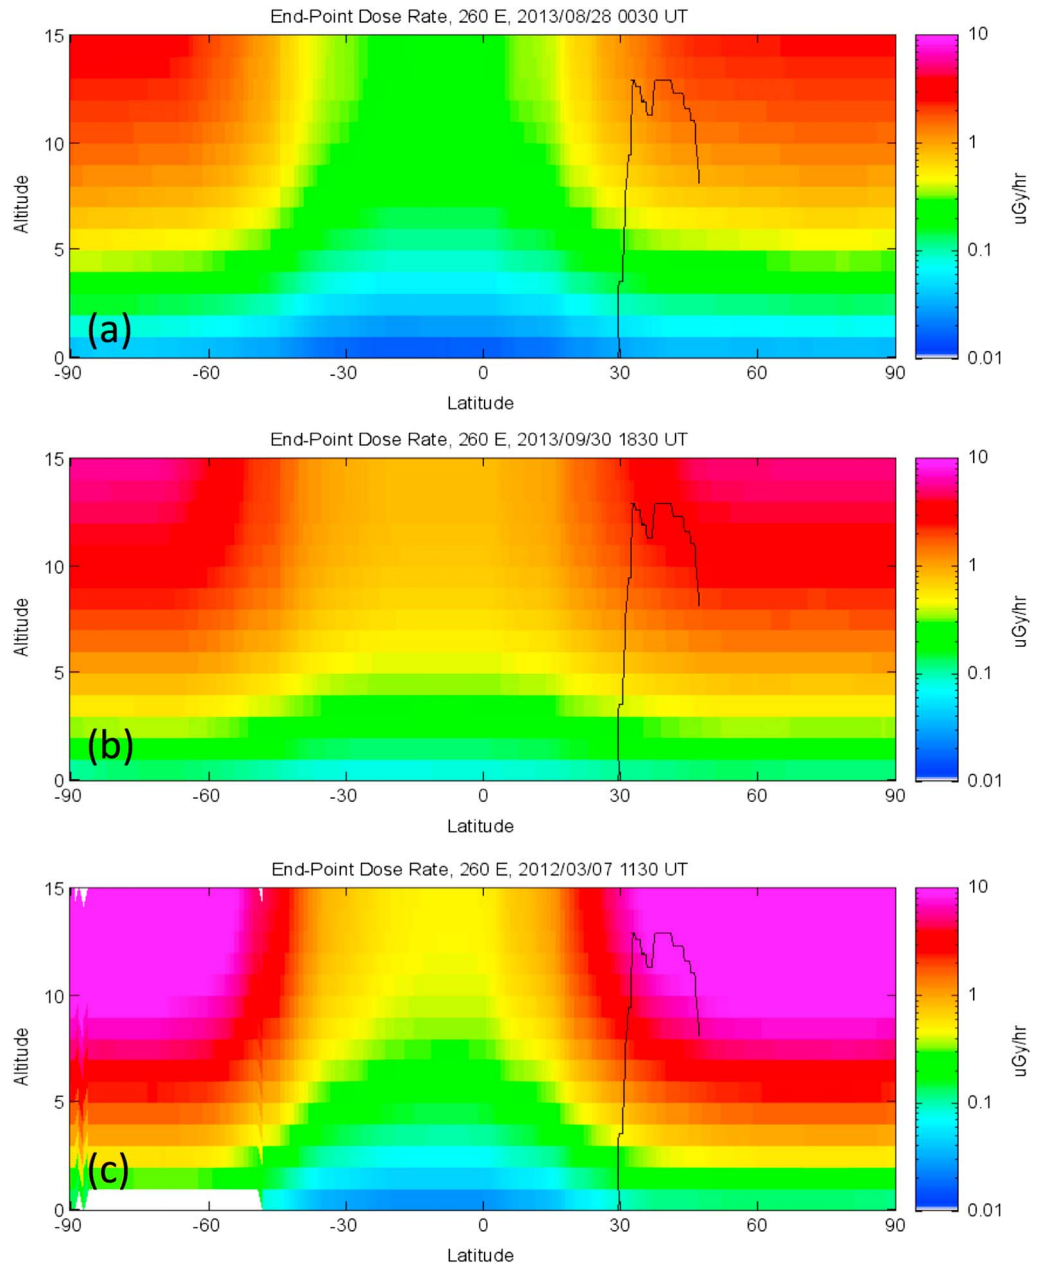 End-Point Dose Rate, 260 E, 2013/08/28 0030 UT
15
10
5
0
Altitude
(a)
-90 -60 -30 0 30 60 90
Latitude
10
1
0.1
0.01
uGy/hr
End-Point Dose Rate, 260 E, 2013/09/30 1830 UT
15
10
5
0
Altitude
(b)
-90 -60 -30 0 30 60 90
Latitude
10
1
0.1
0.01
uGy/hr
End-Point Dose Rate, 260 E, 2012/03/07 1130 UT
15
10
5
0
Altitude
(c)
-90 -60 -30 0 30 60 90
Latitude
10
1
0.1
0.01
uGy/hr